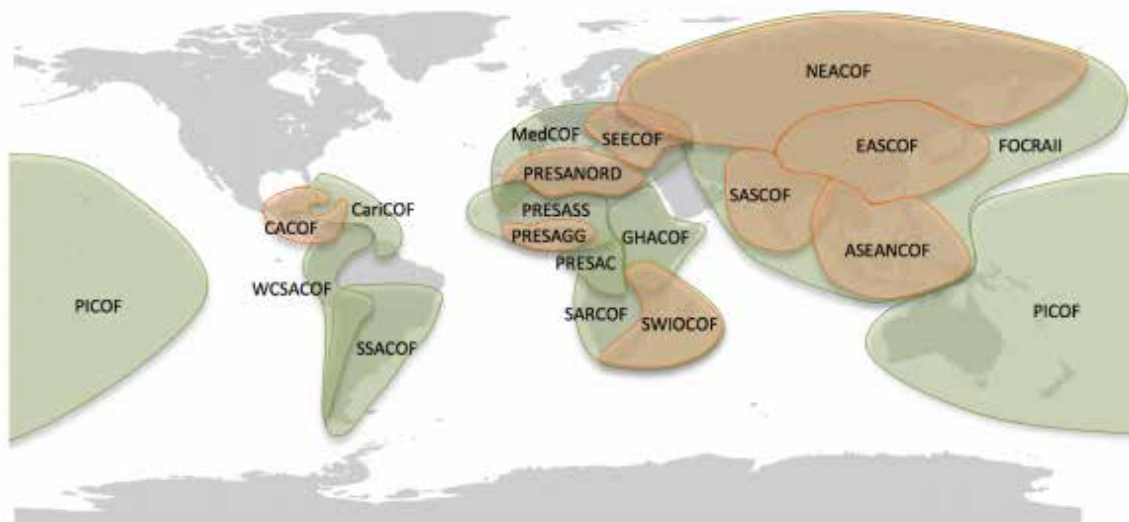 NEACOF
MedCOF
SEECOF
EASCOF
FOCRAII
PRESANORD
SASCOF
CariCOF
PRESASS
CACOF
PRESAGG
GHACOF
ASEANCOF
PRESAC
WCSACOF
PICOF
SARCOF
SWIOCOF
PICOF
SSACOF